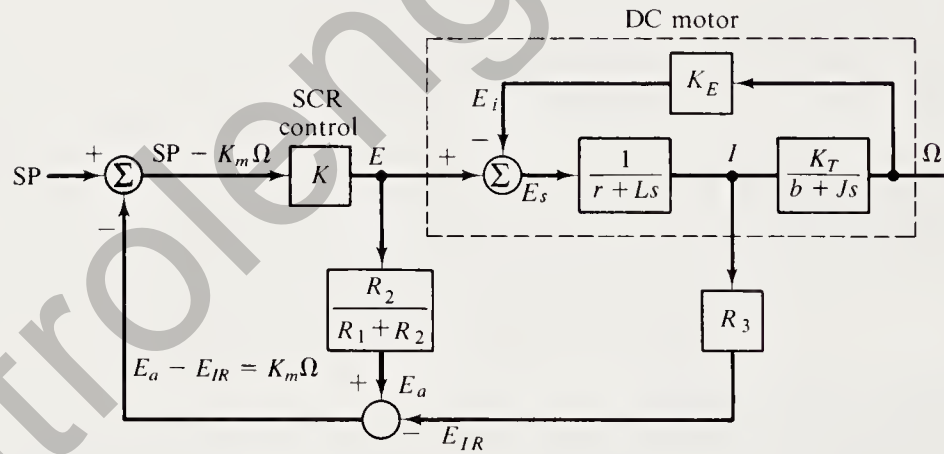 DC motor
K_E
E_i
−
SCR
control
SP
+
Σ
SP − K_mΩ
K
E
+
Σ
E_s
1
r + Ls
I
K_T
b + Js
Ω
−
R_2
R_1 + R_2
R_3
E_a − E_IR = K_mΩ
+
E_a
−
E_IR
troleng